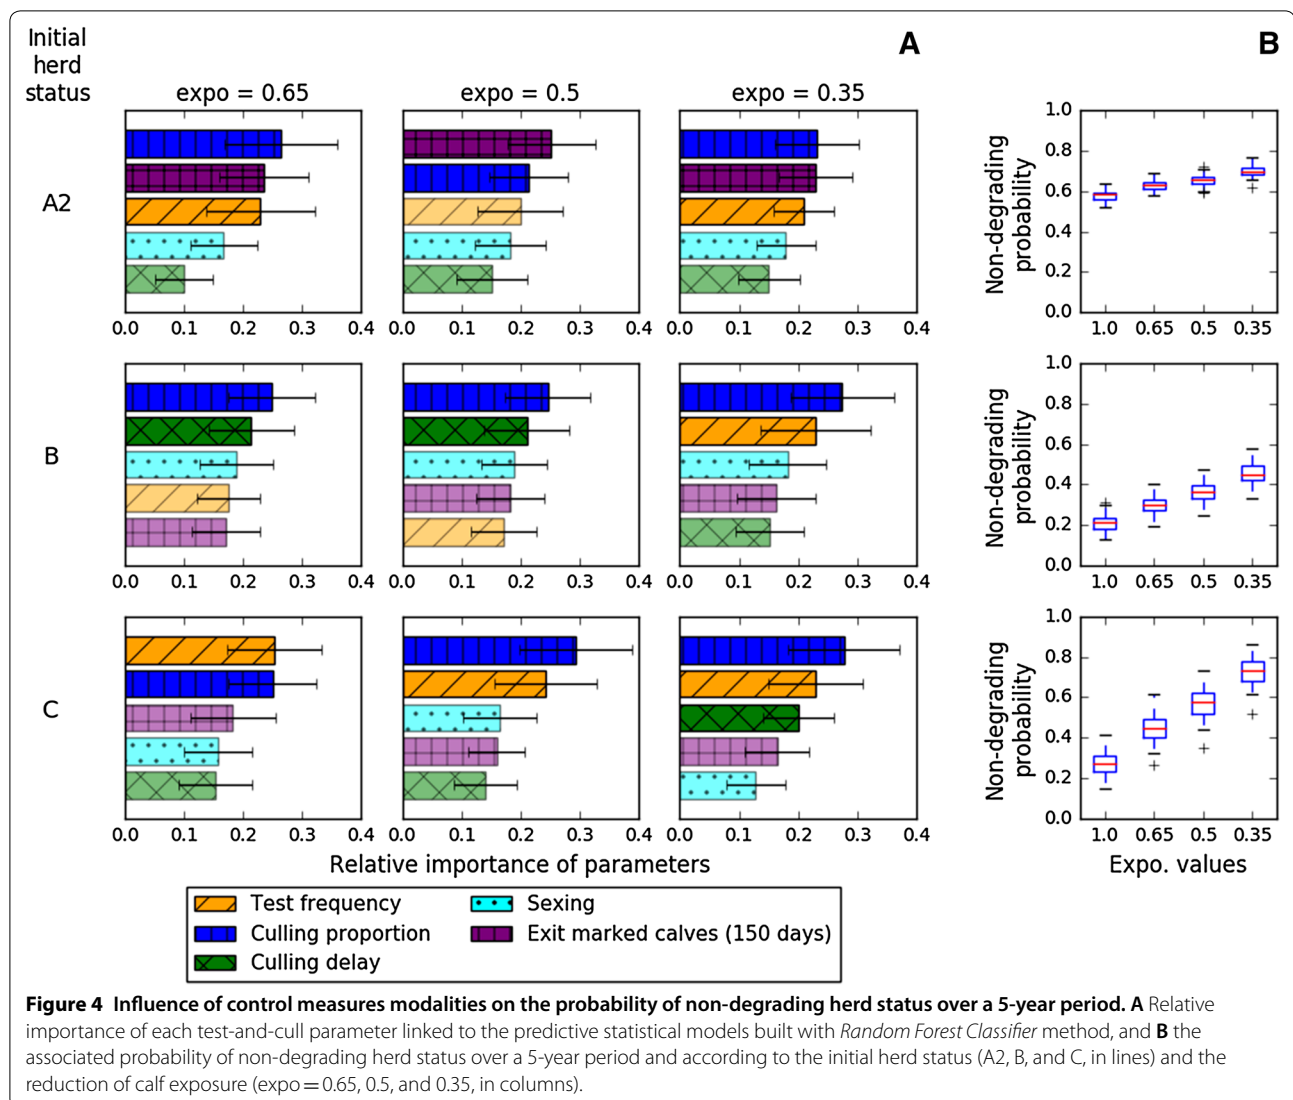 Initial
herd
status
A
B
expo = 0.65
expo = 0.5
expo = 0.35
A2
0.0 0.1 0.2 0.3 0.4
0.0 0.1 0.2 0.3 0.4
0.0 0.1 0.2 0.3 0.4
Non-degrading
probability
1.0
0.8
0.6
0.4
0.2
0.0
1.0 0.65 0.5 0.35
B
0.0 0.1 0.2 0.3 0.4
0.0 0.1 0.2 0.3 0.4
0.0 0.1 0.2 0.3 0.4
Non-degrading
probability
1.0
0.8
0.6
0.4
0.2
0.0
1.0 0.65 0.5 0.35
C
0.0 0.1 0.2 0.3 0.4
0.0 0.1 0.2 0.3 0.4
0.0 0.1 0.2 0.3 0.4
Relative importance of parameters
Non-degrading
probability
1.0
0.8
0.6
0.4
0.2
0.0
1.0 0.65 0.5 0.35
Expo. values
Test frequency
Culling proportion
Culling delay
Sexing
Exit marked calves (150 days)
Figure 4 Influence of control measures modalities on the probability of non-degrading herd status over a 5-year period. A Relative
importance of each test-and-cull parameter linked to the predictive statistical models built with Random Forest Classifier method, and B the
associated probability of non-degrading herd status over a 5-year period and according to the initial herd status (A2, B, and C, in lines) and the
reduction of calf exposure (expo = 0.65, 0.5, and 0.35, in columns).